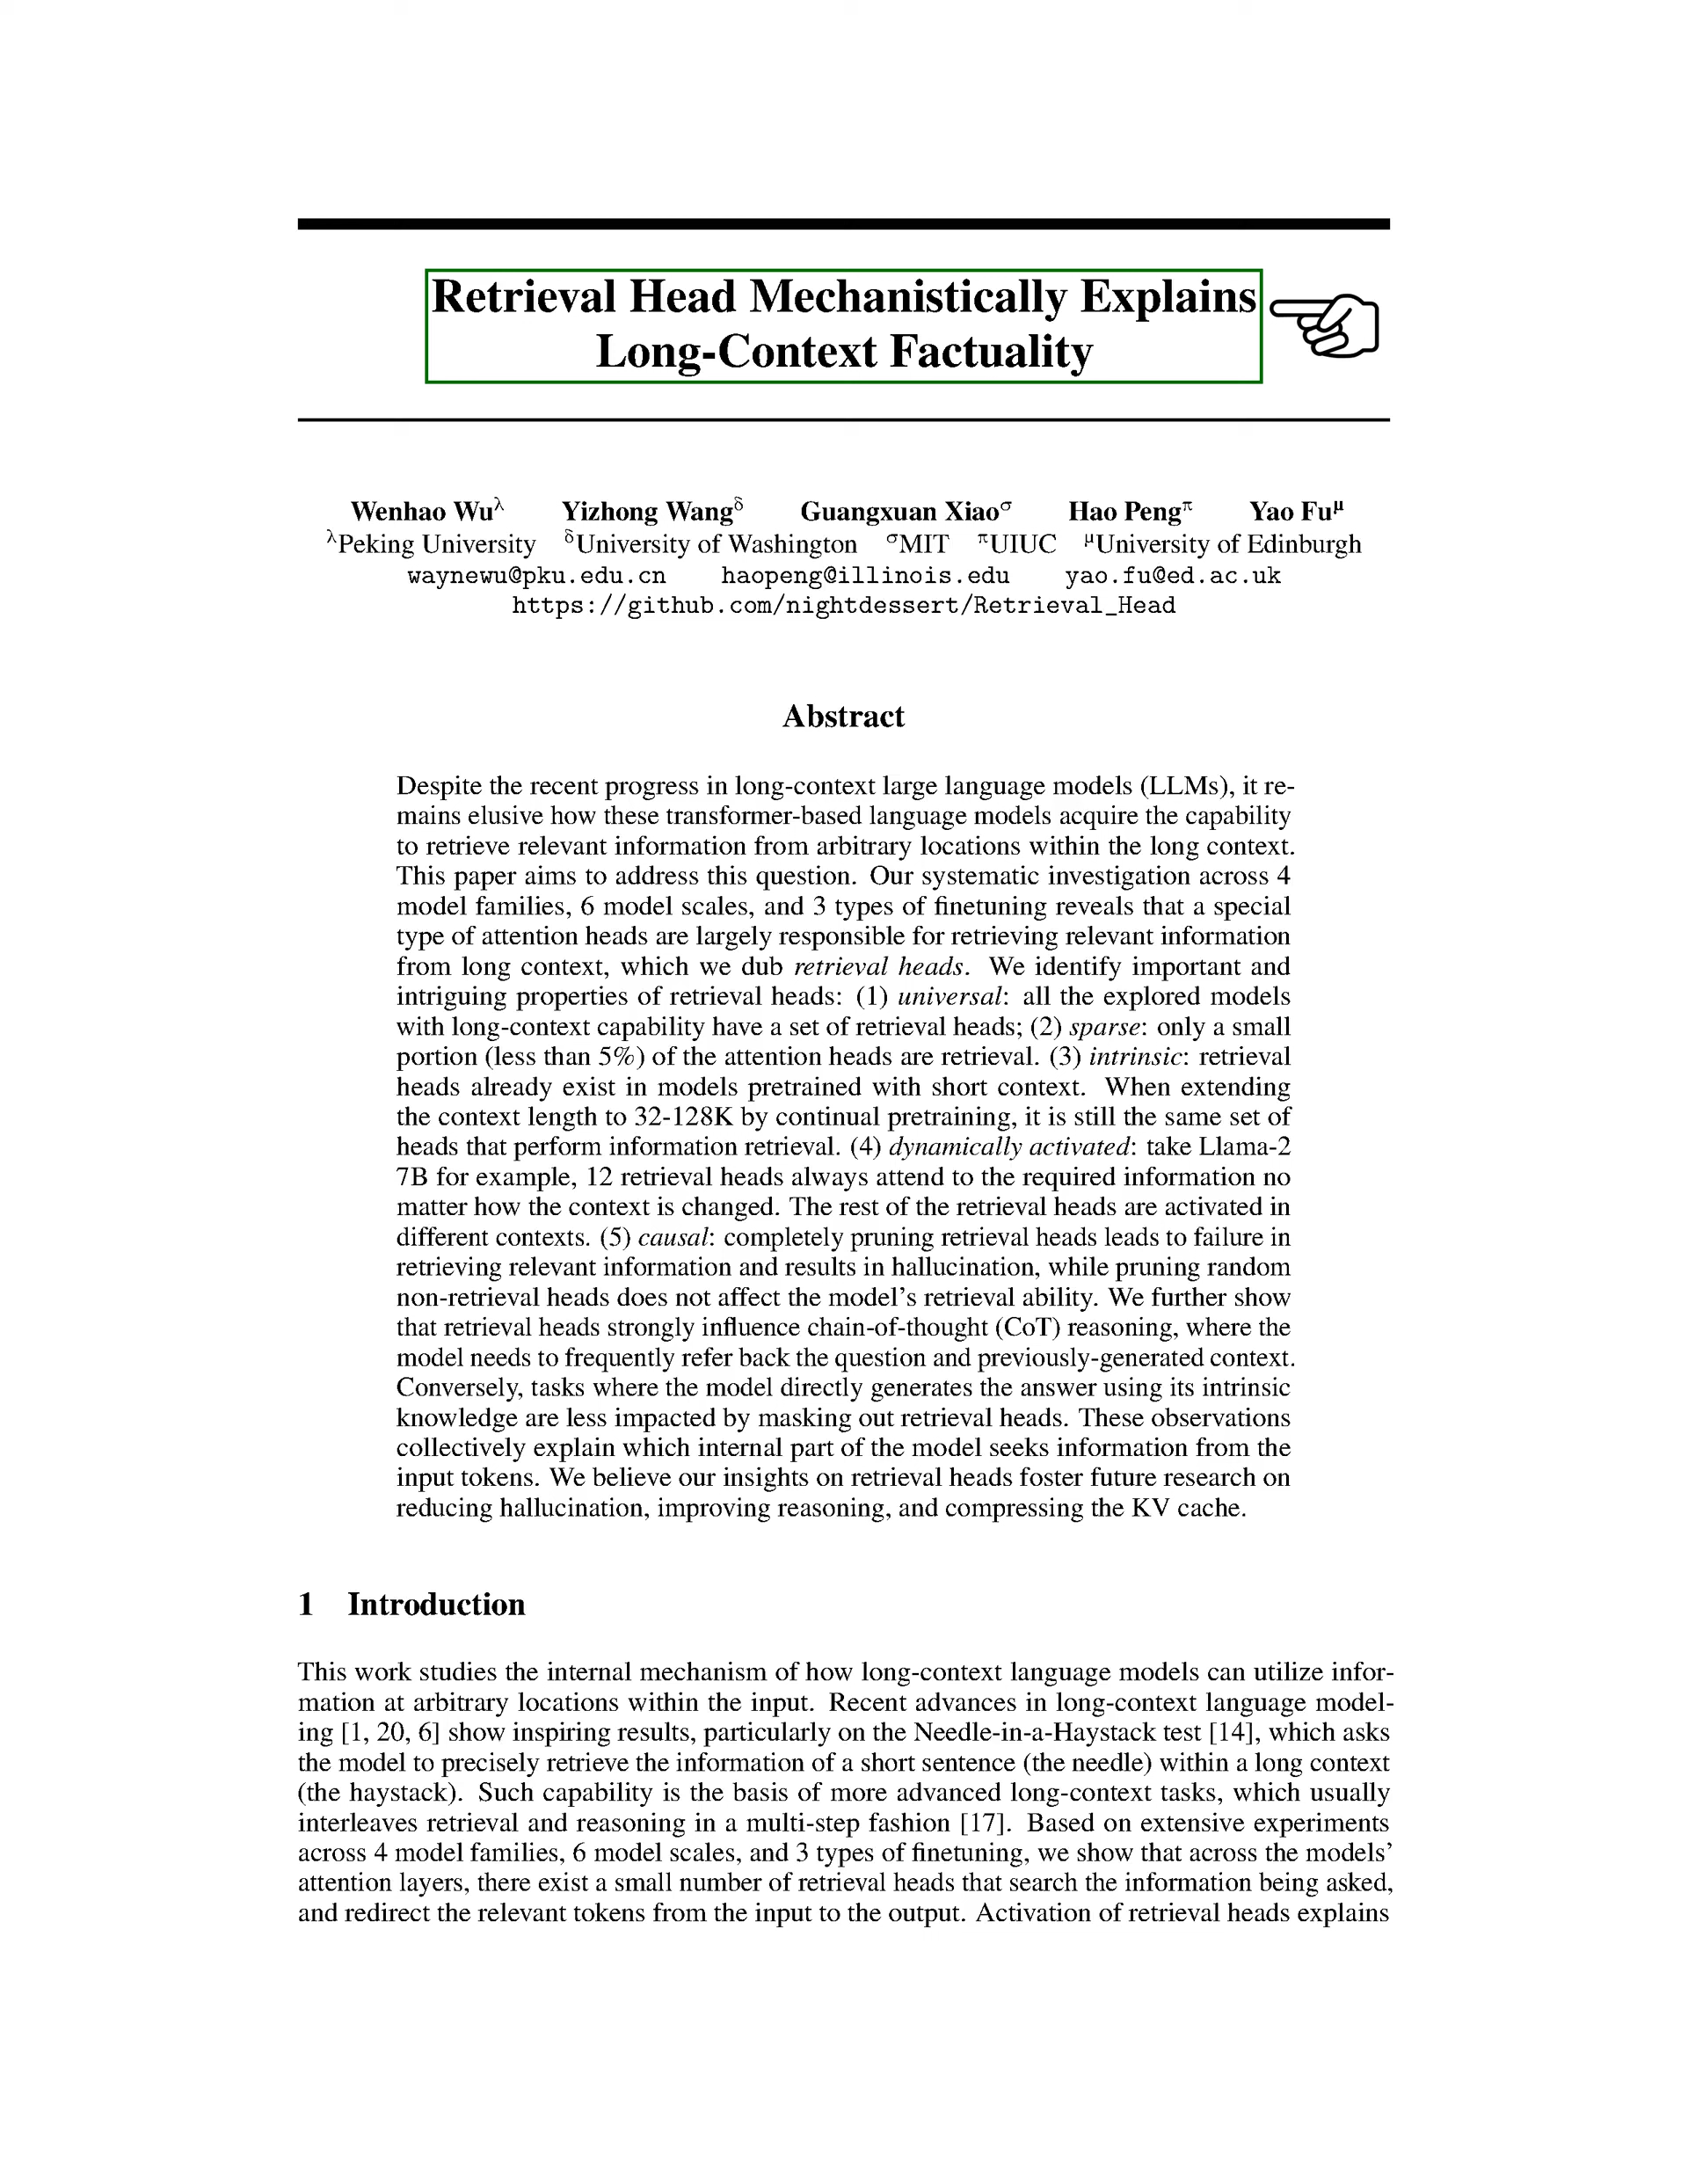 Retrieval Head Mechanistically Explains
Long-Context Factuality
Wenhao Wuλ Yizhong Wangδ Guangxuan Xiaoσ Hao Pengπ Yao Fuμ
λPeking University δUniversity of Washington σMIT πUIUC μUniversity of Edinburgh
waynewu@pku.edu.cn haopeng@illinois.edu yao.fu@ed.ac.uk
https://github.com/nightdessert/Retrieval_Head
Abstract
Despite the recent progress in long-context large language models (LLMs), it re-
mains elusive how these transformer-based language models acquire the capability
to retrieve relevant information from arbitrary locations within the long context.
This paper aims to address this question. Our systematic investigation across 4
model families, 6 model scales, and 3 types of finetuning reveals that a special
type of attention heads are largely responsible for retrieving relevant information
from long context, which we dub retrieval heads. We identify important and
intriguing properties of retrieval heads: (1) universal: all the explored models
with long-context capability have a set of retrieval heads; (2) sparse: only a small
portion (less than 5%) of the attention heads are retrieval. (3) intrinsic: retrieval
heads already exist in models pretrained with short context. When extending
the context length to 32-128K by continual pretraining, it is still the same set of
heads that perform information retrieval. (4) dynamically activated: take Llama-2
7B for example, 12 retrieval heads always attend to the required information no
matter how the context is changed. The rest of the retrieval heads are activated in
different contexts. (5) causal: completely pruning retrieval heads leads to failure in
retrieving relevant information and results in hallucination, while pruning random
non-retrieval heads does not affect the model's retrieval ability. We further show
that retrieval heads strongly influence chain-of-thought (CoT) reasoning, where the
model needs to frequently refer back the question and previously-generated context.
Conversely, tasks where the model directly generates the answer using its intrinsic
knowledge are less impacted by masking out retrieval heads. These observations
collectively explain which internal part of the model seeks information from the
input tokens. We believe our insights on retrieval heads foster future research on
reducing hallucination, improving reasoning, and compressing the KV cache.
1 Introduction
This work studies the internal mechanism of how long-context language models can utilize infor-
mation at arbitrary locations within the input. Recent advances in long-context language model-
ing [1, 20, 6] show inspiring results, particularly on the Needle-in-a-Haystack test [14], which asks
the model to precisely retrieve the information of a short sentence (the needle) within a long context
(the haystack). Such capability is the basis of more advanced long-context tasks, which usually
interleaves retrieval and reasoning in a multi-step fashion [17]. Based on extensive experiments
across 4 model families, 6 model scales, and 3 types of finetuning, we show that across the models'
attention layers, there exist a small number of retrieval heads that search the information being asked,
and redirect the relevant tokens from the input to the output. Activation of retrieval heads explains